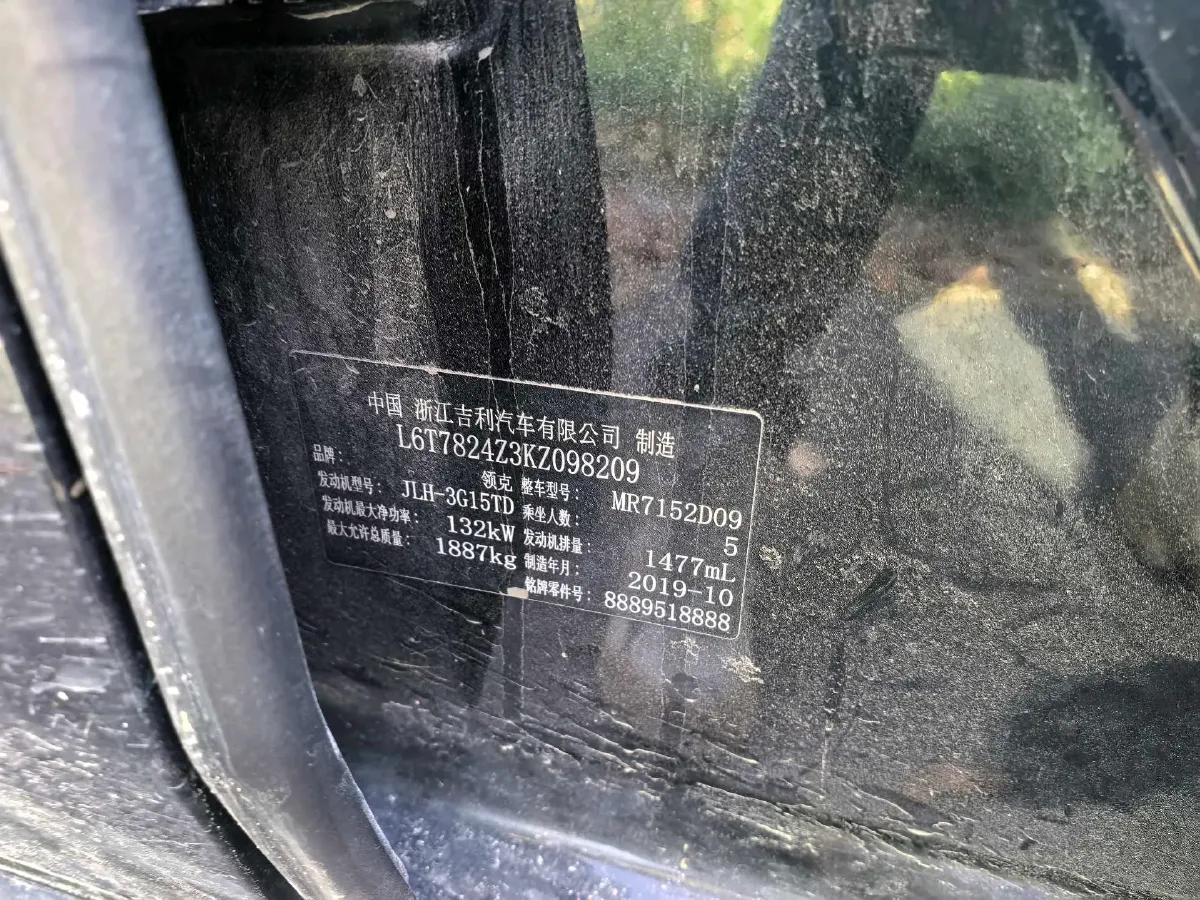 中国 浙江吉利汽车有限公司 制造
L6T7824Z3KZ098209
品牌： 领克 整车型号： MR7152D09
发动机型号： JLH-3G15TD 乘坐人数： 5
发动机最大净功率： 132kW 发动机排量： 1477mL
最大允许总质量： 1887kg 制造年月： 2019-10
铭牌零件号： 8889518888